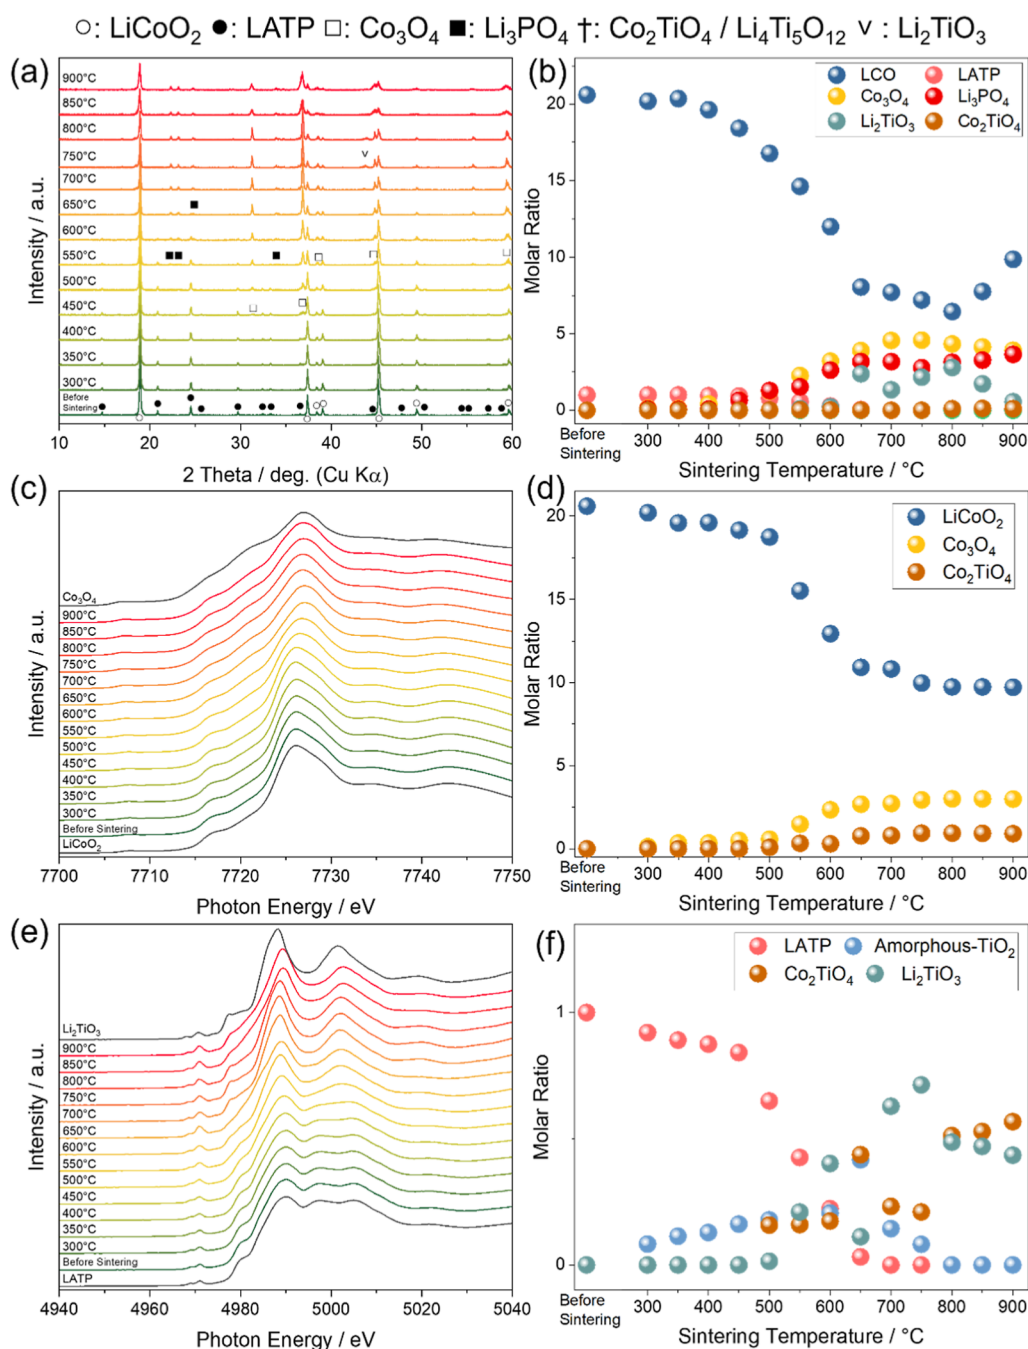 ○: LiCoO₂ ●: LATP □: Co₃O₄ ■: Li₃PO₄ †: Co₂TiO₄ / Li₄Ti₅O₁₂ ∨ : Li₂TiO₃
(a)
900°C
850°C
800°C
750°C
700°C
650°C
600°C
550°C
500°C
450°C
400°C
350°C
300°C
Before
Sintering
10 20 30 40 50 60
2 Theta / deg. (Cu Kα)
Intensity / a.u.
(b)
LCO LATP
Co₃O₄ Li₃PO₄
Li₂TiO₃ Co₂TiO₄
20
15
10
5
0
Molar Ratio
Before
Sintering
300 400 500 600 700 800 900
Sintering Temperature / °C
(c)
Co₃O₄
900°C
850°C
800°C
750°C
700°C
650°C
600°C
550°C
500°C
450°C
400°C
350°C
300°C
Before Sintering
LiCoO₂
7700 7710 7720 7730 7740 7750
Photon Energy / eV
Intensity / a.u.
(d)
LiCoO₂
Co₃O₄
Co₂TiO₄
20
15
10
5
0
Molar Ratio
Before
Sintering
300 400 500 600 700 800 900
Sintering Temperature / °C
(e)
Li₂TiO₃
900°C
850°C
800°C
750°C
700°C
650°C
600°C
550°C
500°C
450°C
400°C
350°C
300°C
Before Sintering
LATP
4940 4960 4980 5000 5020 5040
Photon Energy / eV
Intensity / a.u.
(f)
LATP Amorphous-TiO₂
Co₂TiO₄ Li₂TiO₃
1
0
Molar Ratio
Before
Sintering
300 400 500 600 700 800 900
Sintering Temperature / °C